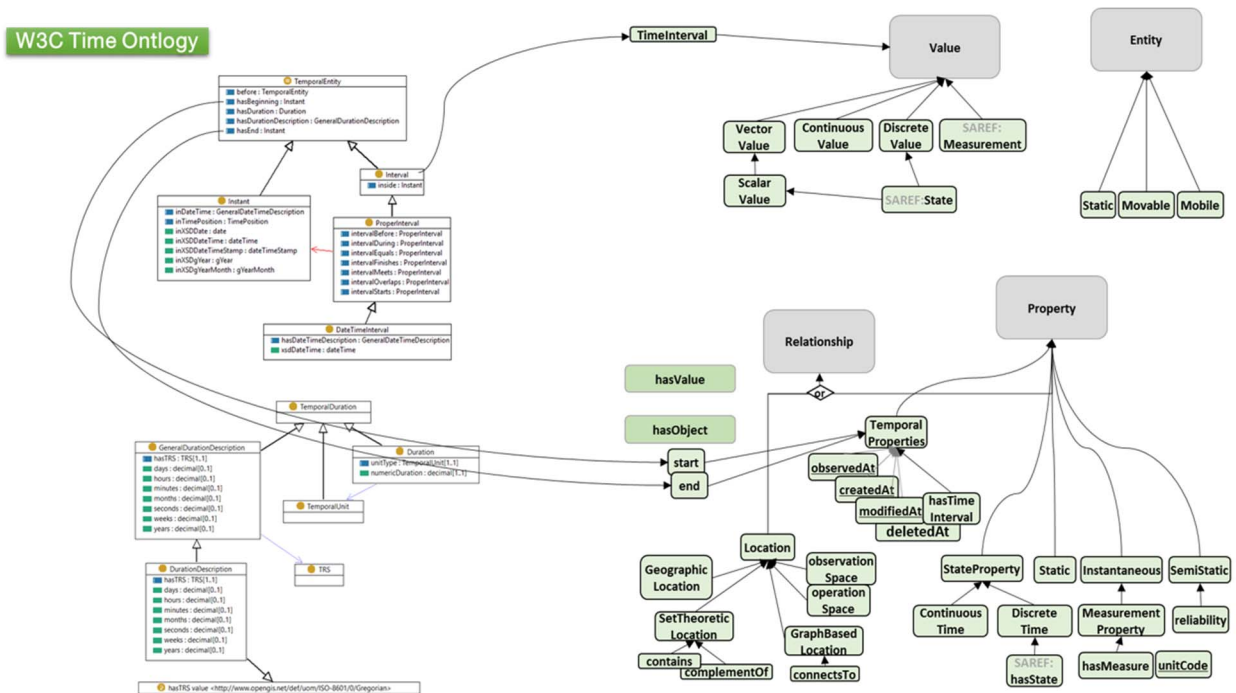 W3C Time Ontlogy
TemporalEntity
before : TemporalEntity
hasBeginning : Instant
hasDuration : Duration
hasDurationDescription : GeneralDurationDescription
hasEnd : Instant
Interval
inside : Instant
Instant
inDateTime : GeneralDateTimeDescription
inTimePosition : TimePosition
inXSDDate : date
inXSDDateTime : dateTime
inXSDDateTimeStamp : dateTimeStamp
inXSDgYear : gYear
inXSDgYearMonth : gYearMonth
ProperInterval
intervalBefore : ProperInterval
intervalDuring : ProperInterval
intervalEquals : ProperInterval
intervalFinishes : ProperInterval
intervalMeets : ProperInterval
intervalOverlaps : ProperInterval
intervalStarts : ProperInterval
DateTimeInterval
hasDateTimeDescription : GeneralDateTimeDescription
xsdDateTime : dateTime
TemporalDuration
GeneralDurationDescription
hasTRS : TRS[1..1]
days : decimal[0..1]
hours : decimal[0..1]
minutes : decimal[0..1]
months : decimal[0..1]
seconds : decimal[0..1]
weeks : decimal[0..1]
years : decimal[0..1]
Duration
unitType : TemporalUnit[1..1]
numericDuration : decimal[1..1]
TemporalUnit
TRS
DurationDescription
hasTRS : TRS[1..1]
days : decimal[0..1]
hours : decimal[0..1]
minutes : decimal[0..1]
months : decimal[0..1]
seconds : decimal[0..1]
weeks : decimal[0..1]
years : decimal[0..1]
hasTRS value <http://www.opengis.net/def/uom/ISO-8601/0/Gregorian>
TimeInterval
Value
Vector
Value
Continuous
Value
Discrete
Value
SAREF:
Measurement
Scalar
Value
SAREF:State
Entity
Static
Movable
Mobile
Property
Relationship
or
hasValue
hasObject
start
end
Temporal
Properties
observedAt
createdAt
modifiedAt
deletedAt
hasTime
Interval
Location
Geographic
Location
observation
Space
operation
Space
SetTheoretic
Location
contains
complementOf
GraphBased
Location
connectsTo
StateProperty
Static
Instantaneous
SemiStatic
Continuous
Time
Discrete
Time
SAREF:
hasState
Measurement
Property
hasMeasure
unitCode
reliability